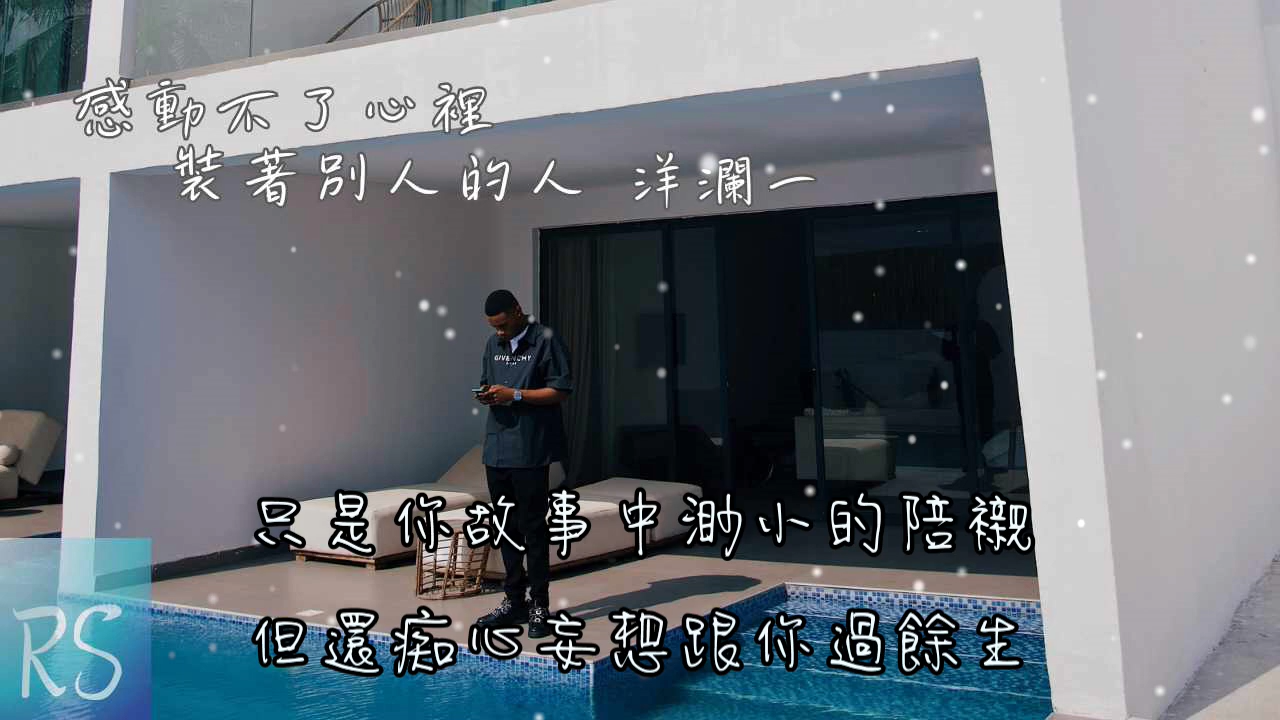 感動不了心裡
裝著別人的人 洋瀾一
GIVENCHY
只是你故事中渺小的陪襯
但還痴心妄想跟你過餘生
RS